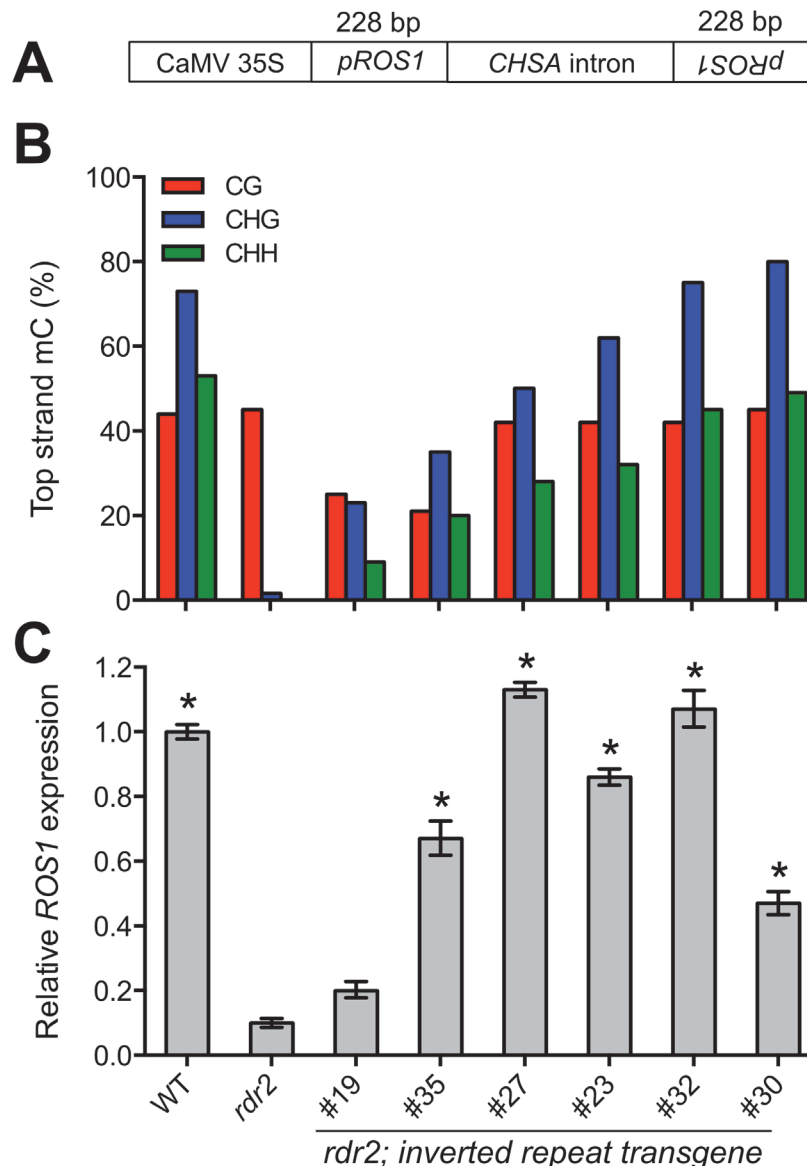 A
228 bp
228 bp
CaMV 35S
pROS1
CHSA intron
pROS1
B
Top strand mC (%)
100
80
60
40
20
0
CG
CHG
CHH
C
Relative ROS1 expression
1.2
1.0
0.8
0.6
0.4
0.2
0.0
*
*
*
*
*
*
WT
rdr2
#19
#35
#27
#23
#32
#30
rdr2; inverted repeat transgene